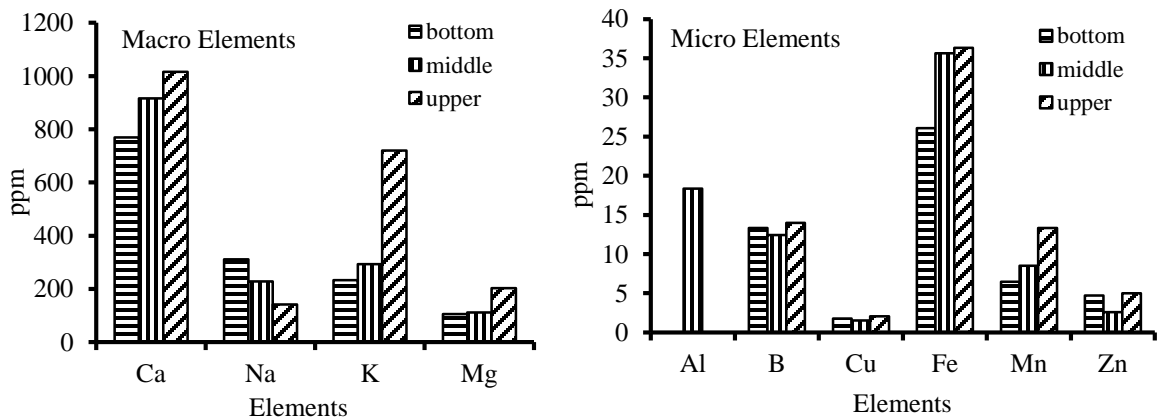 Macro Elements
bottom
middle
upper
1200
1000
800
600
400
200
0
ppm
Ca Na K Mg
Elements
Micro Elements
bottom
middle
upper
40
35
30
25
20
15
10
5
0
ppm
Al B Cu Fe Mn Zn
Elements